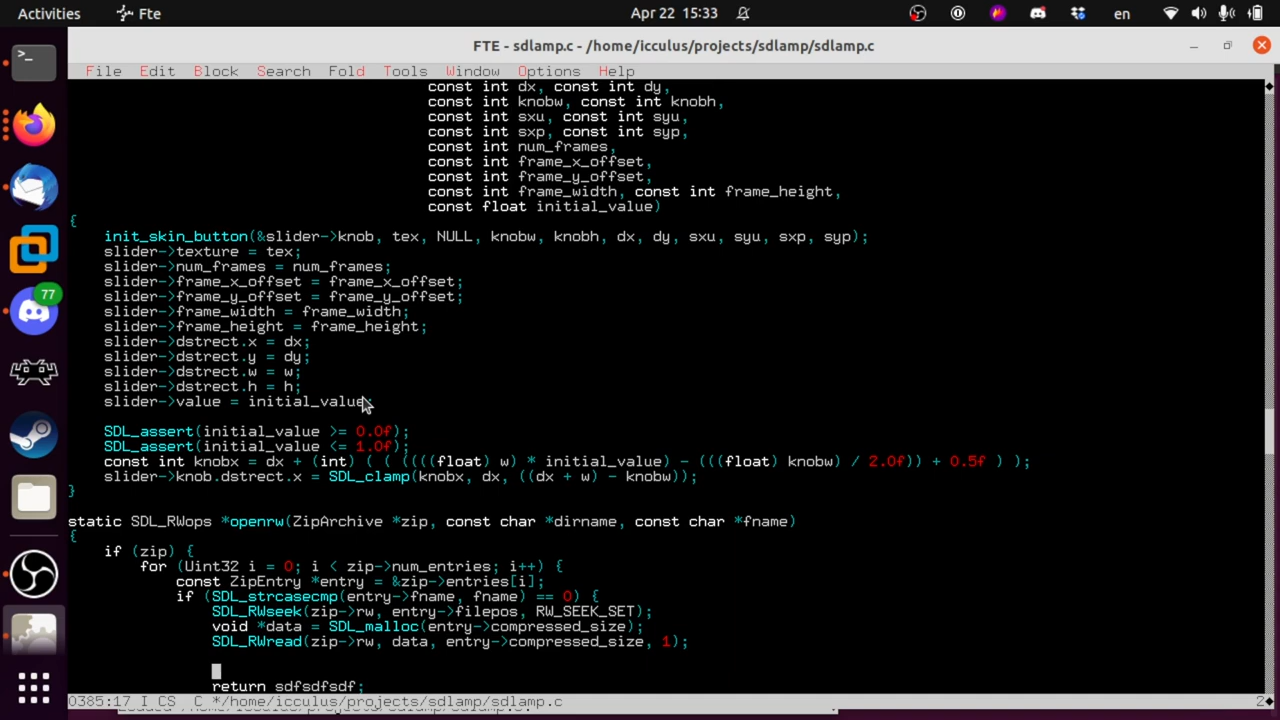 Activities
Fte
Apr 22 15:33
en
FTE - sdlamp.c - /home/icculus/projects/sdlamp/sdlamp.c
File Edit Block Search Fold Tools Window Options Help
const int dx, const int dy,
const int knobw, const int knobh,
const int sxu, const int syu,
const int sxp, const int syp,
const int num_frames,
const int frame_x_offset,
const int frame_y_offset,
const int frame_width, const int frame_height,
const float initial_value)
{
init_skin_button(&slider->knob, tex, NULL, knobw, knobh, dx, dy, sxu, syu, sxp, syp);
slider->texture = tex;
slider->num_frames = num_frames;
slider->frame_x_offset = frame_x_offset;
slider->frame_y_offset = frame_y_offset;
slider->frame_width = frame_width;
slider->frame_height = frame_height;
slider->dstrect.x = dx;
slider->dstrect.y = dy;
slider->dstrect.w = w;
slider->dstrect.h = h;
slider->value = initial_value;
SDL_assert(initial_value >= 0.0f);
SDL_assert(initial_value <= 1.0f);
const int knobx = dx + (int) ( ( ((((float) w) * initial_value) - (((float) knobw) / 2.0f)) + 0.5f ) );
slider->knob.dstrect.x = SDL_clamp(knobx, dx, ((dx + w) - knobw));
}
static SDL_RWops *openrw(ZipArchive *zip, const char *dirname, const char *fname)
{
if (zip) {
for (Uint32 i = 0; i < zip->num_entries; i++) {
const ZipEntry *entry = &zip->entries[i];
if (SDL_strcasecmp(entry->fname, fname) == 0) {
SDL_RWseek(zip->rw, entry->filepos, RW_SEEK_SET);
void *data = SDL_malloc(entry->compressed_size);
SDL_RWread(zip->rw, data, entry->compressed_size, 1);
return sdfsdfsdf;
0385:17 I CS C */home/icculus/projects/sdlamp/sdlamp.c 2
77